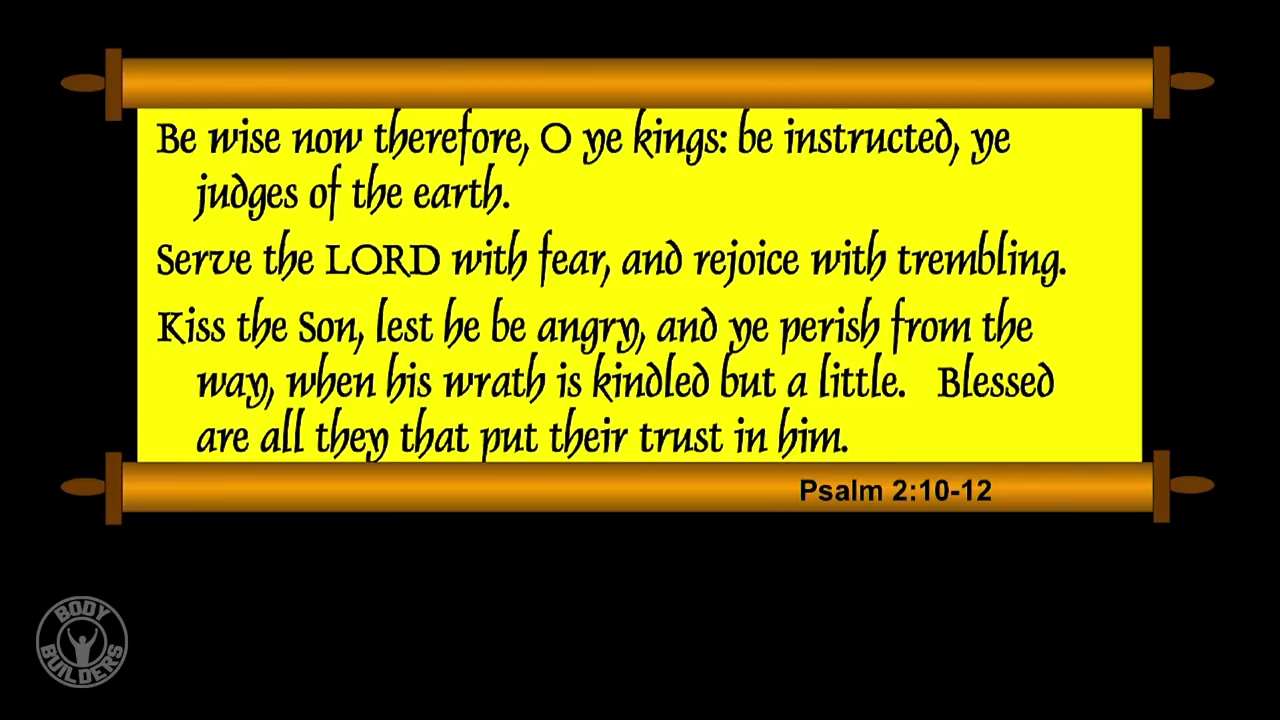 Be wise now therefore, O ye kings: be instructed, ye
judges of the earth.
Serve the LORD with fear, and rejoice with trembling.
Kiss the Son, lest he be angry, and ye perish from the
way, when his wrath is kindled but a little. Blessed
are all they that put their trust in him.
Psalm 2:10-12
BODY
BUILDERS